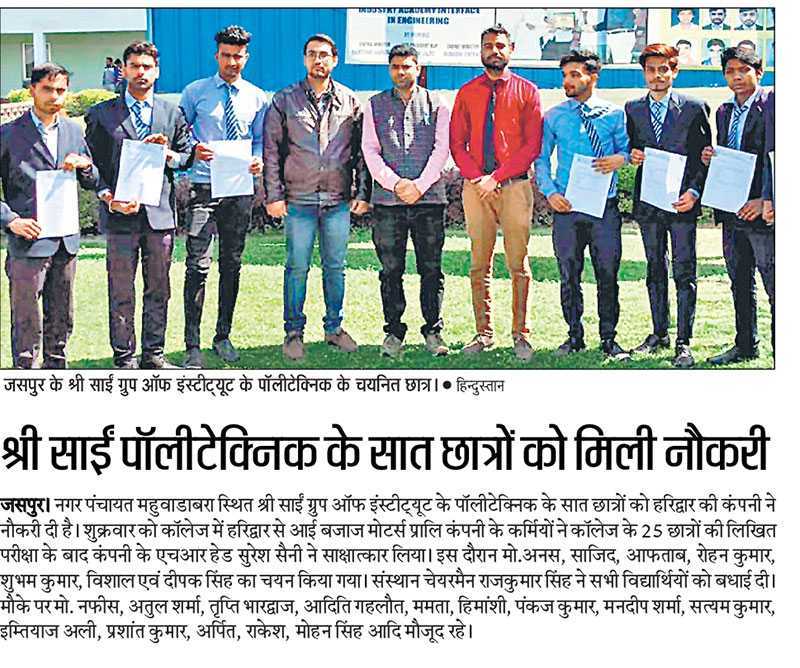 INDUSTRY ACADEMY INTERFACE
IN ENGINEERING
जसपुर के श्री साईं ग्रुप ऑफ इंस्टीट्यूट के पॉलीटेक्निक के चयनित छात्र। ● हिन्दुस्तान
श्री साईं पॉलीटेक्निक के सात छात्रों को मिली नौकरी
जसपुर। नगर पंचायत महुवाडाबरा स्थित श्री साईं ग्रुप ऑफ इंस्टीट्यूट के पॉलीटेक्निक के सात छात्रों को हरिद्वार की कंपनी ने
नौकरी दी है। शुक्रवार को कॉलेज में हरिद्वार से आई बजाज मोटर्स प्रालि कंपनी के कर्मियों ने कॉलेज के 25 छात्रों की लिखित
परीक्षा के बाद कंपनी के एचआर हेड सुरेश सैनी ने साक्षात्कार लिया। इस दौरान मो.अनस, साजिद, आफताब, रोहन कुमार,
शुभम कुमार, विशाल एवं दीपक सिंह का चयन किया गया। संस्थान चेयरमैन राजकुमार सिंह ने सभी विद्यार्थियों को बधाई दी।
मौके पर मो. नफीस, अतुल शर्मा, तृप्ति भारद्वाज, आदिति गहलौत, ममता, हिमांशी, पंकज कुमार, मनदीप शर्मा, सत्यम कुमार,
इम्तियाज अली, प्रशांत कुमार, अर्पित, राकेश, मोहन सिंह आदि मौजूद रहे।